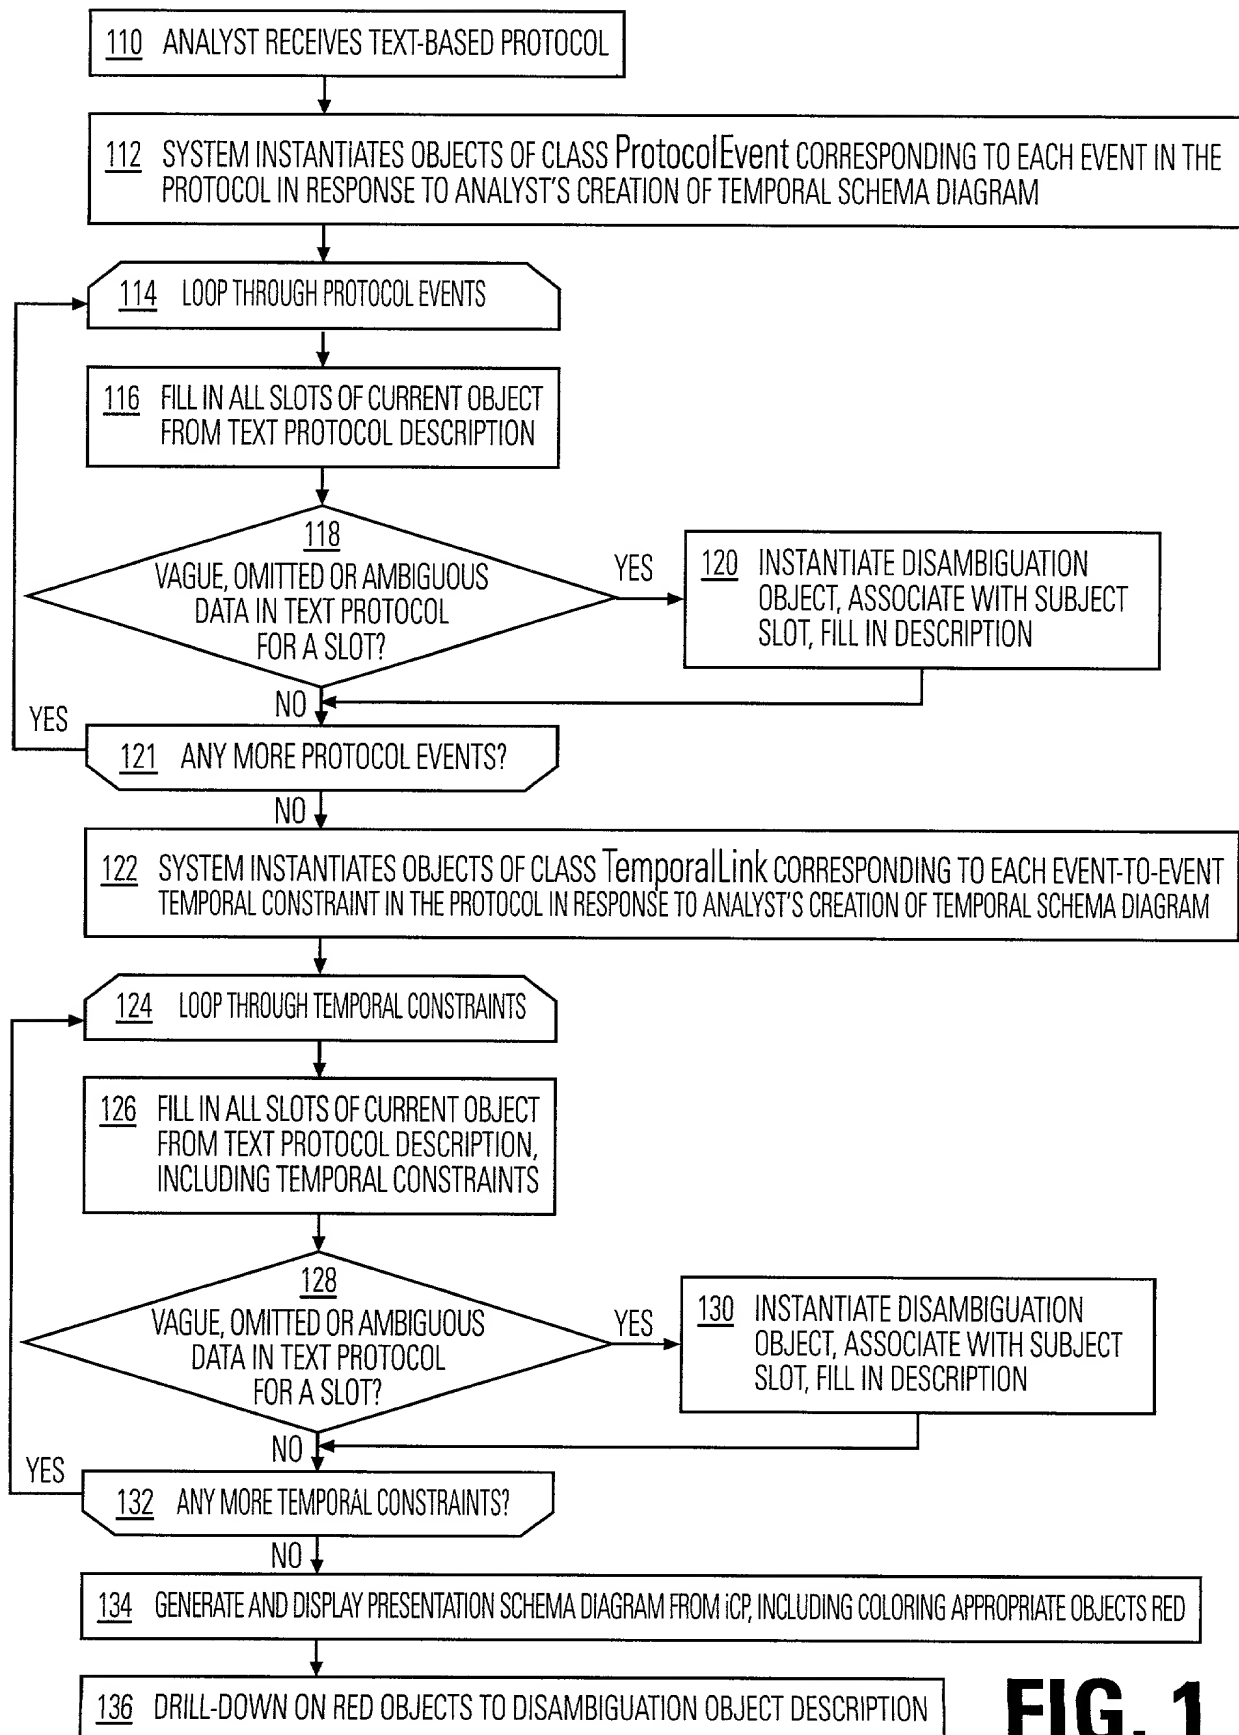 110 ANALYST RECEIVES TEXT-BASED PROTOCOL
112 SYSTEM INSTANTIATES OBJECTS OF CLASS ProtocolEvent CORRESPONDING TO EACH EVENT IN THE
PROTOCOL IN RESPONSE TO ANALYST'S CREATION OF TEMPORAL SCHEMA DIAGRAM
114 LOOP THROUGH PROTOCOL EVENTS
116 FILL IN ALL SLOTS OF CURRENT OBJECT
FROM TEXT PROTOCOL DESCRIPTION
118
VAGUE, OMITTED OR AMBIGUOUS
DATA IN TEXT PROTOCOL
FOR A SLOT?
YES
120 INSTANTIATE DISAMBIGUATION
OBJECT, ASSOCIATE WITH SUBJECT
SLOT, FILL IN DESCRIPTION
NO
YES
121 ANY MORE PROTOCOL EVENTS?
NO
122 SYSTEM INSTANTIATES OBJECTS OF CLASS TemporalLink CORRESPONDING TO EACH EVENT-TO-EVENT
TEMPORAL CONSTRAINT IN THE PROTOCOL IN RESPONSE TO ANALYST'S CREATION OF TEMPORAL SCHEMA DIAGRAM
124 LOOP THROUGH TEMPORAL CONSTRAINTS
126 FILL IN ALL SLOTS OF CURRENT OBJECT
FROM TEXT PROTOCOL DESCRIPTION,
INCLUDING TEMPORAL CONSTRAINTS
128
VAGUE, OMITTED OR AMBIGUOUS
DATA IN TEXT PROTOCOL
FOR A SLOT?
YES
130 INSTANTIATE DISAMBIGUATION
OBJECT, ASSOCIATE WITH SUBJECT
SLOT, FILL IN DESCRIPTION
NO
YES
132 ANY MORE TEMPORAL CONSTRAINTS?
NO
134 GENERATE AND DISPLAY PRESENTATION SCHEMA DIAGRAM FROM iCP, INCLUDING COLORING APPROPRIATE OBJECTS RED
136 DRILL-DOWN ON RED OBJECTS TO DISAMBIGUATION OBJECT DESCRIPTION
FIG. 1